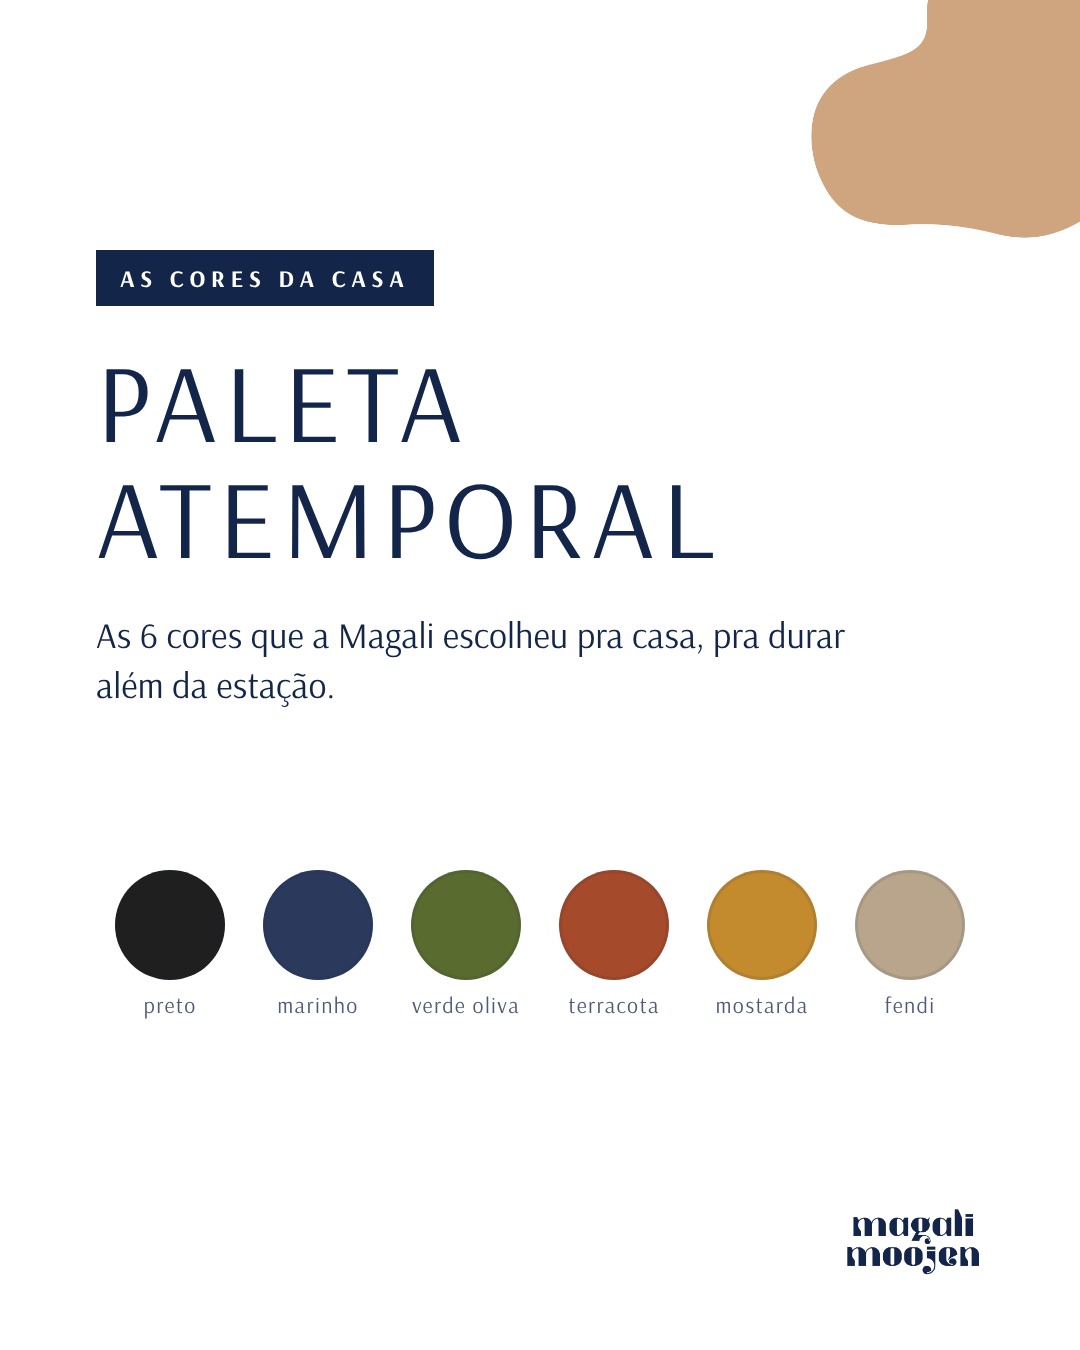 AS CORES DA CASA
PALETA
ATEMPORAL
As 6 cores que a Magali escolheu pra casa, pra durar
além da estação.
preto marinho verde oliva terracota mostarda fendi
magali
moojen